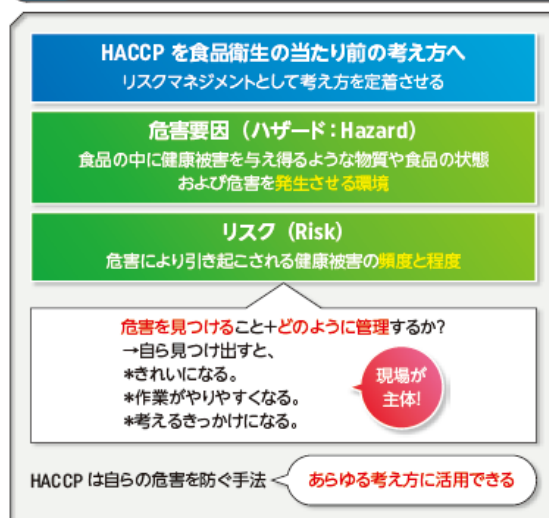 HACCP を食品衛生の当たり前の考え方へ
リスクマネジメントとして考え方を定着させる
危害要因（ハザード：Hazard）
食品の中に健康被害を与え得るような物質や食品の状態
および危害を発生させる環境
リスク（Risk）
危害により引き起こされる健康被害の頻度と程度
危害を見つけること+どのように管理するか?
→自ら見つけ出すと、
*きれいになる。
*作業がやりやすくなる。
*考えるきっかけになる。
現場が
主体!
HACCP は自らの危害を防ぐ手法
あらゆる考え方に活用できる